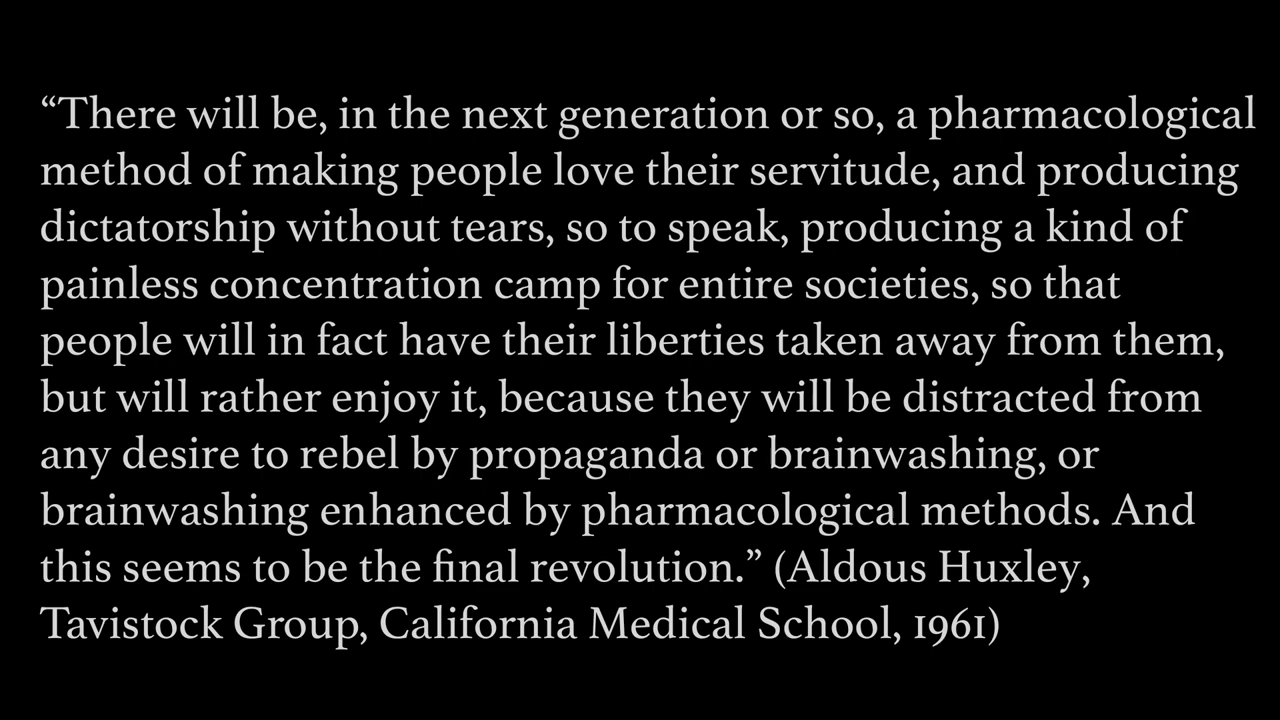 “There will be, in the next generation or so, a pharmacological
method of making people love their servitude, and producing
dictatorship without tears, so to speak, producing a kind of
painless concentration camp for entire societies, so that
people will in fact have their liberties taken away from them,
but will rather enjoy it, because they will be distracted from
any desire to rebel by propaganda or brainwashing, or
brainwashing enhanced by pharmacological methods. And
this seems to be the final revolution.” (Aldous Huxley,
Tavistock Group, California Medical School, 1961)